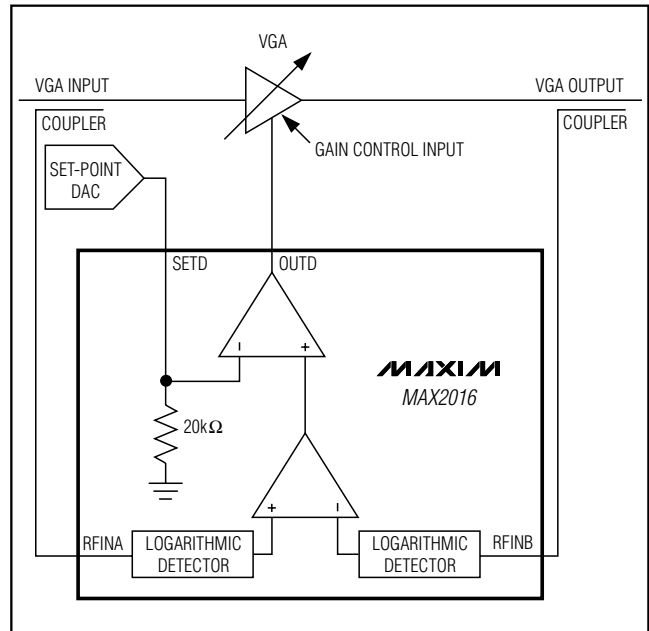 VGA
VGA INPUT
VGA OUTPUT
COUPLER
COUPLER
GAIN CONTROL INPUT
SET-POINT
DAC
SETD
OUTD
–
+
MAXIM
MAX2016
20kΩ
+
–
RFINA
LOGARITHMIC
DETECTOR
LOGARITHMIC
DETECTOR
RFINB